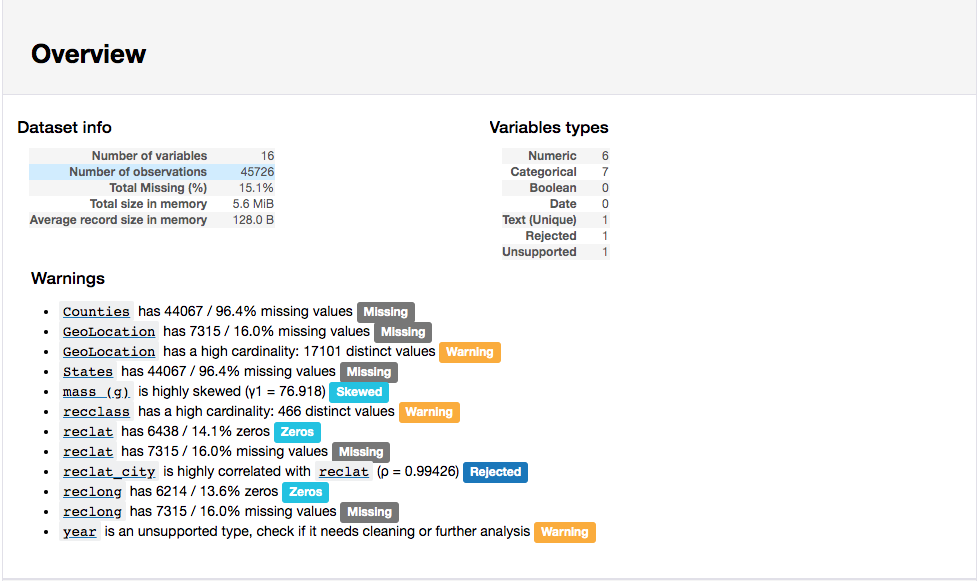 Overview
Dataset info
Number of variables 16
Number of observations 45726
Total Missing (%) 15.1%
Total size in memory 5.6 MiB
Average record size in memory 128.0 B
Variables types
Numeric 6
Categorical 7
Boolean 0
Date 0
Text (Unique) 1
Rejected 1
Unsupported 1
Warnings
Counties has 44067 / 96.4% missing values Missing
GeoLocation has 7315 / 16.0% missing values Missing
GeoLocation has a high cardinality: 17101 distinct values Warning
States has 44067 / 96.4% missing values Missing
mass (g) is highly skewed (γ1 = 76.918) Skewed
recclass has a high cardinality: 466 distinct values Warning
reclat has 6438 / 14.1% zeros Zeros
reclat has 7315 / 16.0% missing values Missing
reclat_city is highly correlated with reclat (ρ = 0.99426) Rejected
reclong has 6214 / 13.6% zeros Zeros
reclong has 7315 / 16.0% missing values Missing
year is an unsupported type, check if it needs cleaning or further analysis Warning